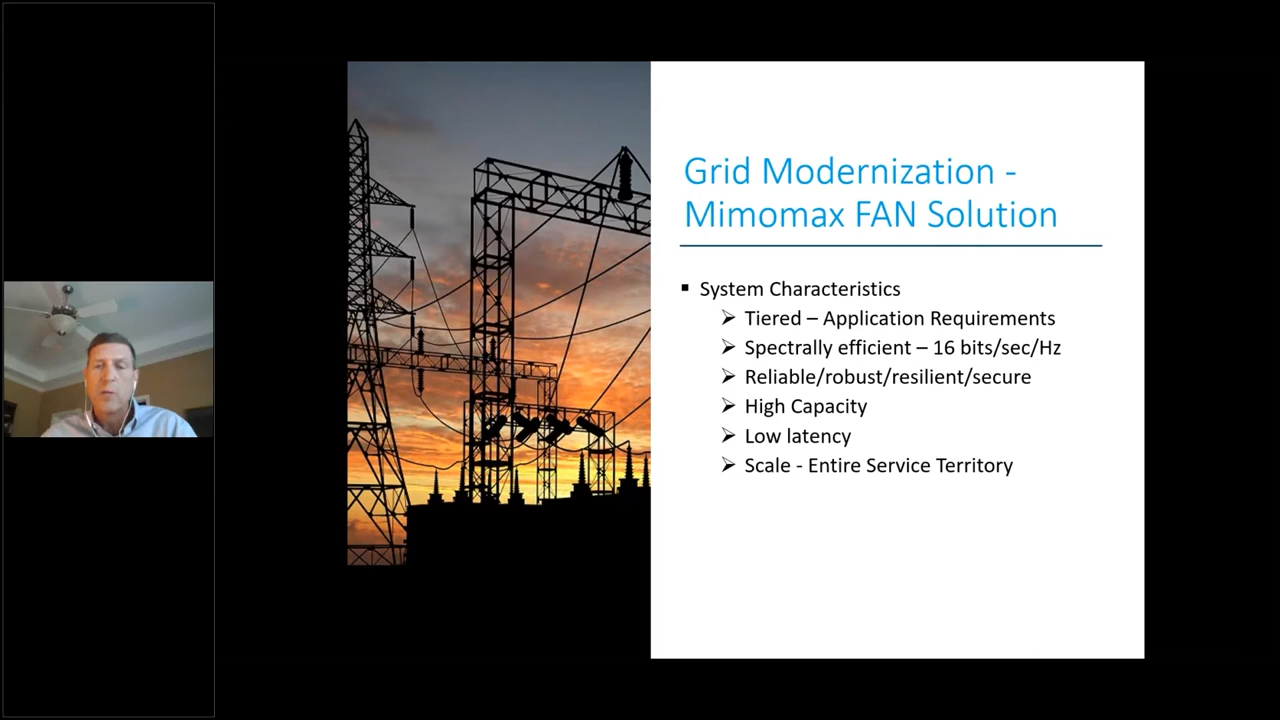 Grid Modernization -
Mimomax FAN Solution
▪ System Characteristics
➢ Tiered – Application Requirements
➢ Spectrally efficient – 16 bits/sec/Hz
➢ Reliable/robust/resilient/secure
➢ High Capacity
➢ Low latency
➢ Scale - Entire Service Territory